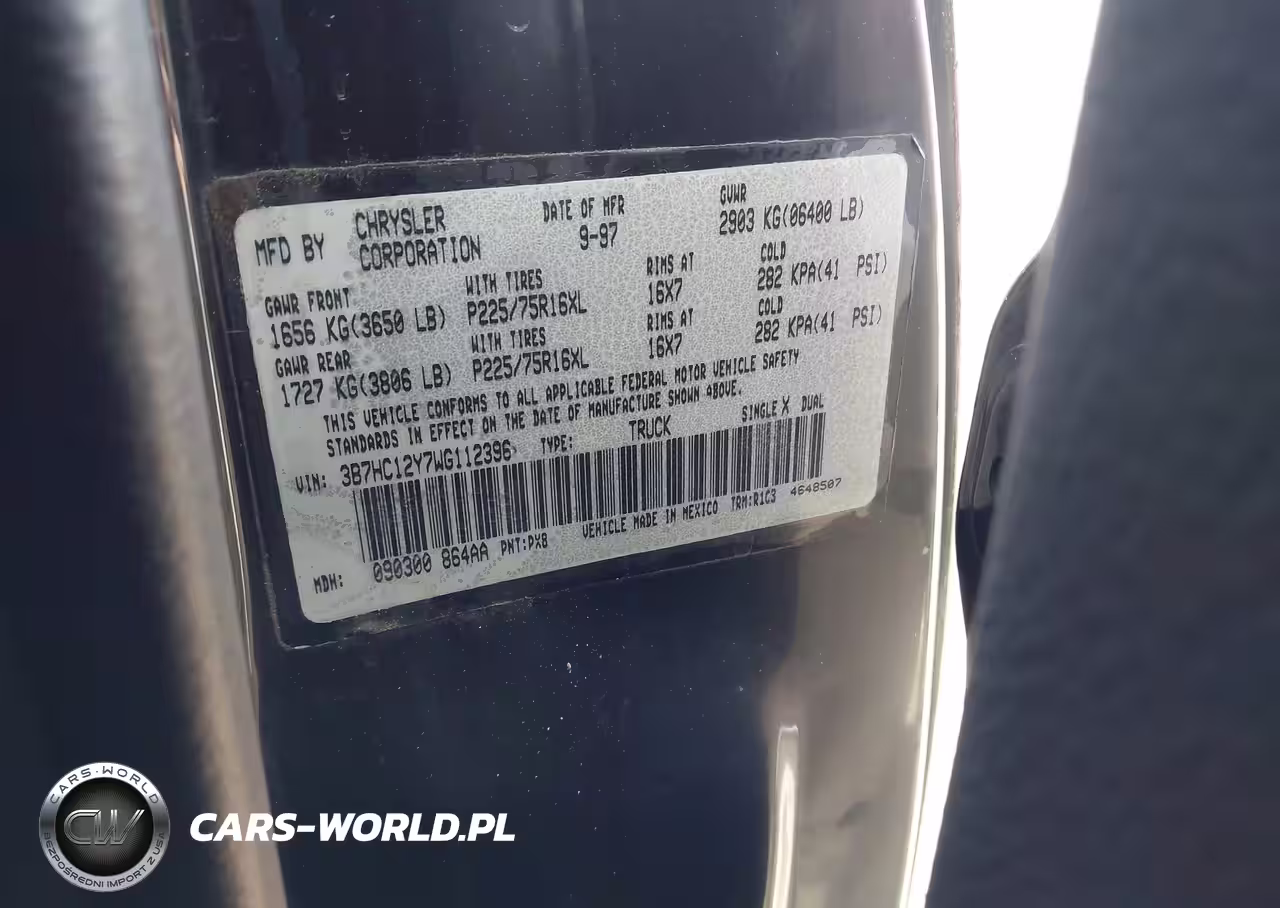 MFD BY CHRYSLER CORPORATION DATE OF MFR 9-97 GVWR 2903 KG(06400 LB)
GAWR FRONT WITH TIRES RIMS AT COLD
1656 KG(3650 LB) P225/75R16XL 16X7 282 KPA(41 PSI)
GAWR REAR WITH TIRES RIMS AT COLD
1727 KG(3806 LB) P225/75R16XL 16X7 282 KPA(41 PSI)
THIS VEHICLE CONFORMS TO ALL APPLICABLE FEDERAL MOTOR VEHICLE SAFETY
STANDARDS IN EFFECT ON THE DATE OF MANUFACTURE SHOWN ABOVE.
VIN: 3B7HC12Y7WG112396 TYPE: TRUCK SINGLE X DUAL
MDH: 090300 864AA PNT:PX8 VEHICLE MADE IN MEXICO TRM:R1C3 4648507
CARS-WORLD
CW
BEZPOŚREDNI IMPORT Z USA
CARS-WORLD.PL